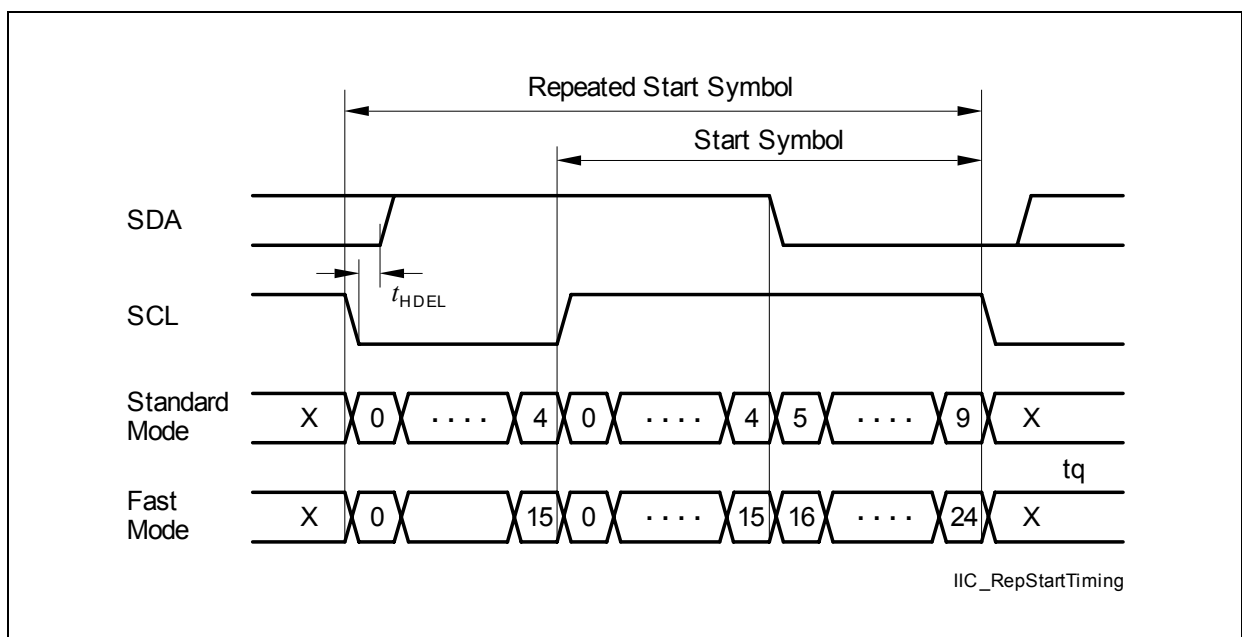 Repeated Start Symbol
Start Symbol
SDA
tHDEL
SCL
Standard Mode X 0 .... 4 0 .... 4 5 .... 9 X
tq
Fast Mode X 0 15 0 .... 15 16 .... 24 X
IIC_RepStartTiming